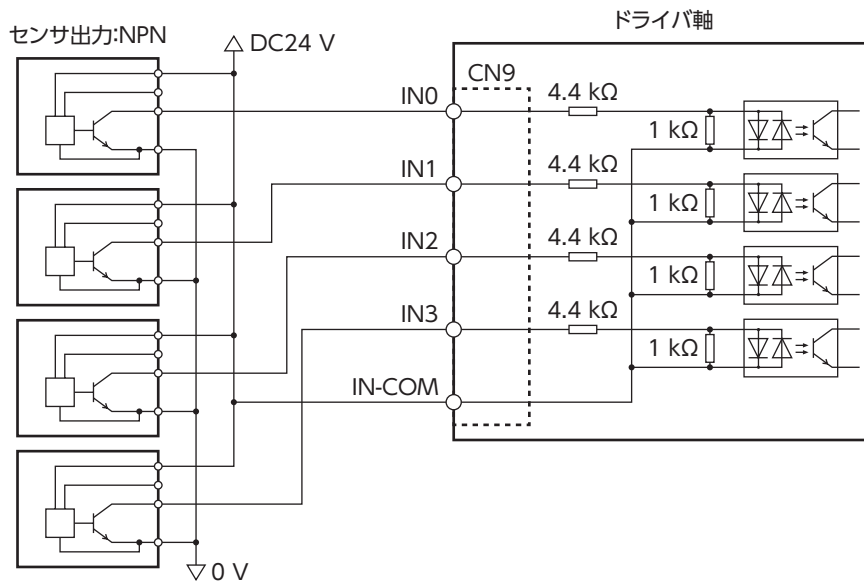 ドライバ軸
センサ出力:NPN
DC24 V
CN9
IN0
4.4 kΩ
1 kΩ
IN1
4.4 kΩ
1 kΩ
IN2
4.4 kΩ
1 kΩ
IN3
4.4 kΩ
1 kΩ
IN-COM
0 V